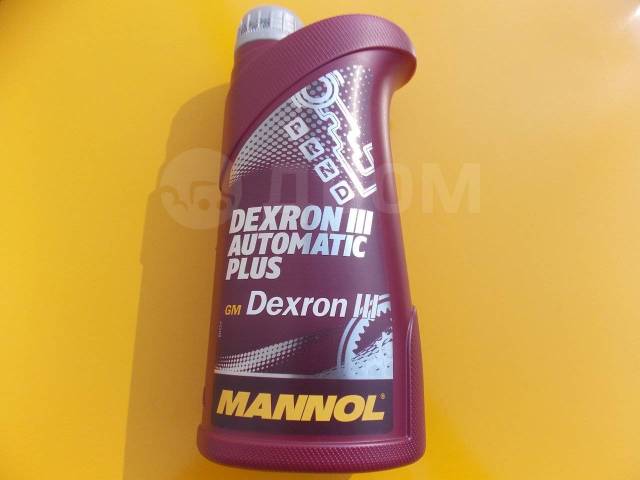 P
R
N
D
DEXRON III
AUTOMATIC
PLUS
GM Dexron III
MANNOL®